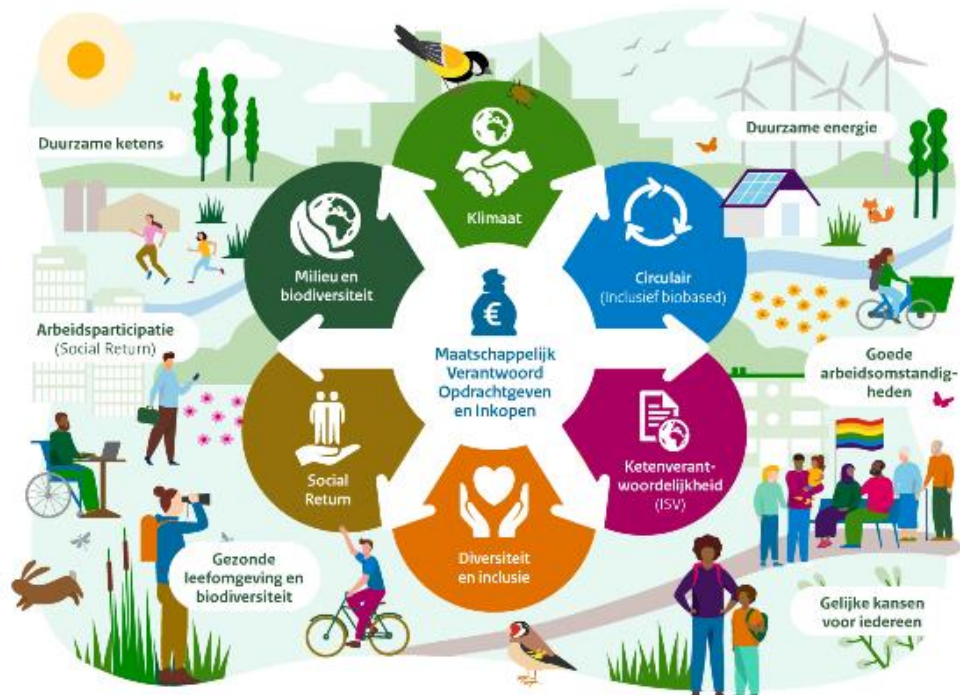 Duurzame ketens
Duurzame energie
Klimaat
Milieu en
biodiversiteit
Circulair
(Inclusief biobased)
€
Maatschappelijk
Verantwoord
Opdrachtgeven
en Inkopen
Arbeidsparticipatie
(Social Return)
Goede
arbeidsomstandig-
heden
Social
Return
Ketenverant-
woordelijkheid
(ISV)
Diversiteit
en inclusie
Gezonde
leefomgeving en
biodiversiteit
Gelijke kansen
voor iedereen